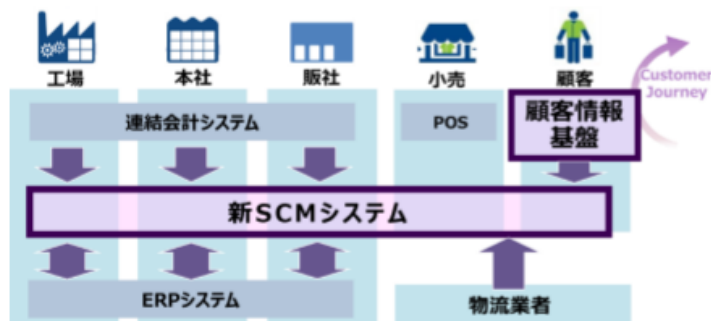 工場
本社
販社
小売
顧客
Customer
Journey
連結会計システム
POS
顧客情報
基盤
新SCMシステム
ERPシステム
物流業者